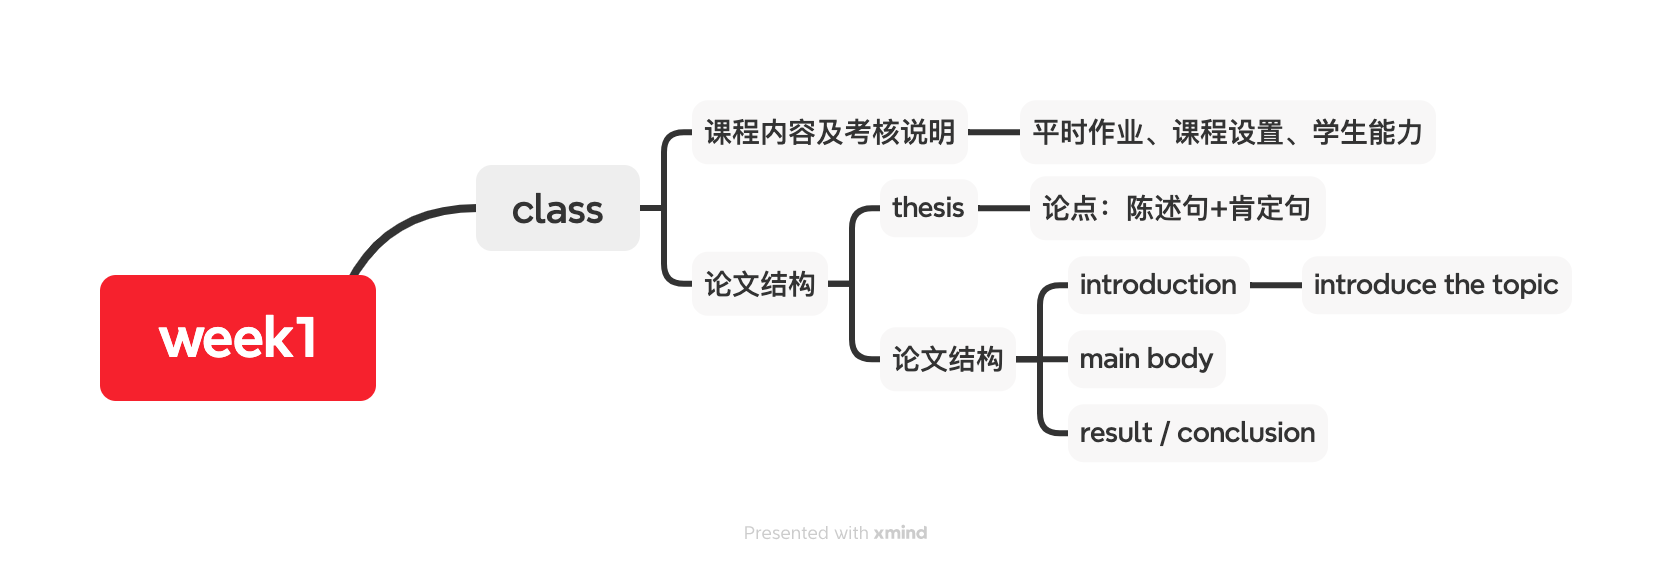 week1
class
课程内容及考核说明
平时作业、课程设置、学生能力
论文结构
thesis
论点：陈述句+肯定句
论文结构
introduction
introduce the topic
main body
result / conclusion
Presented with xmind